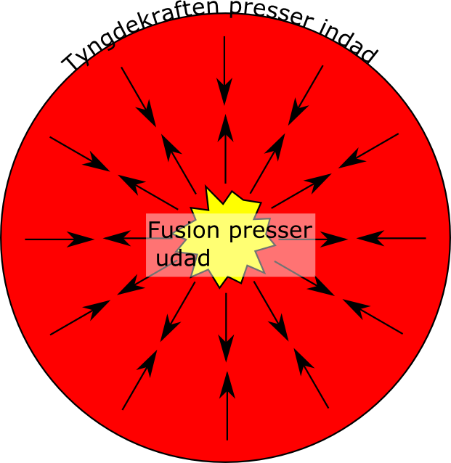 Tyngdekraften presser indad
Fusion presser
udad